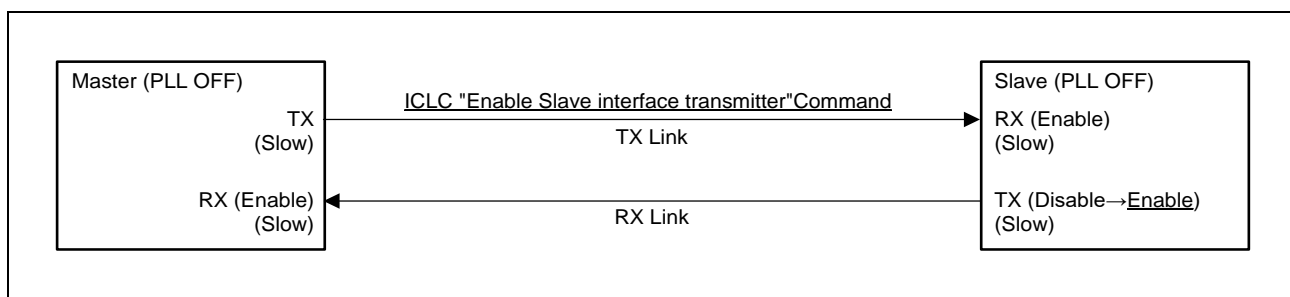 Master (PLL OFF)
TX
(Slow)
RX (Enable)
(Slow)
ICLC "Enable Slave interface transmitter"Command
TX Link
RX Link
Slave (PLL OFF)
RX (Enable)
(Slow)
TX (Disable→Enable)
(Slow)